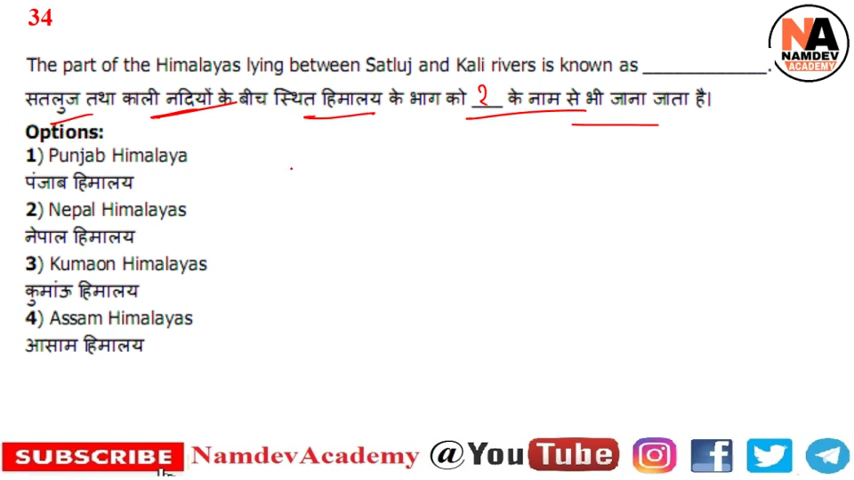 34
NA
NAMDEV
ACADEMY
The part of the Himalayas lying between Satluj and Kali rivers is known as ____________.
सतलुज तथा काली नदियों के बीच स्थित हिमालय के भाग को ___ के नाम से भी जाना जाता है।
Options:
1) Punjab Himalaya
पंजाब हिमालय
2) Nepal Himalayas
नेपाल हिमालय
3) Kumaon Himalayas
कुमांऊ हिमालय
4) Assam Himalayas
आसाम हिमालय
SUBSCRIBE NamdevAcademy @YouTube